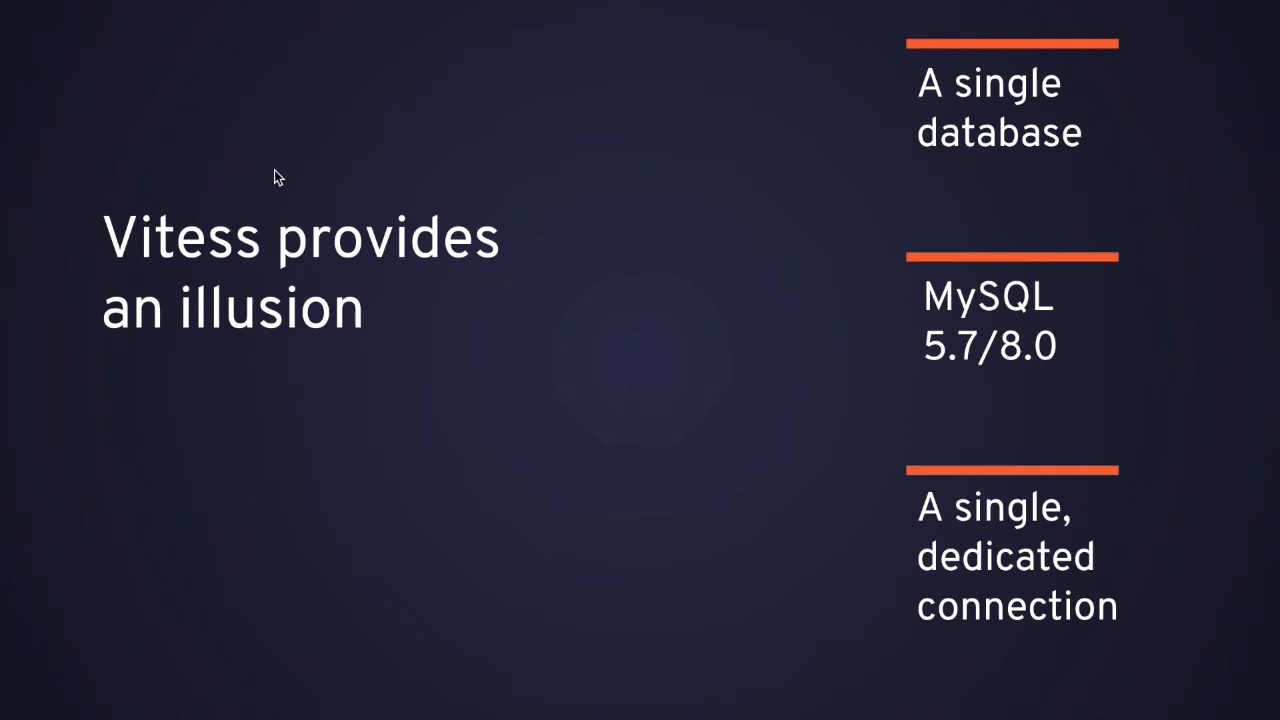 Vitess provides
an illusion
A single
database
MySQL
5.7/8.0
A single,
dedicated
connection